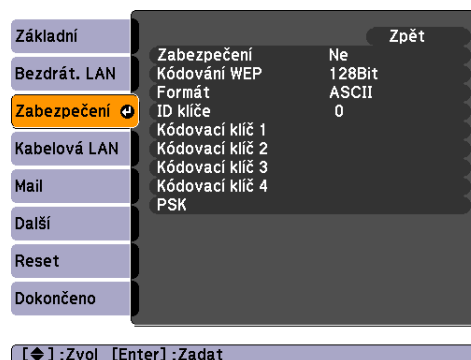 Základní
Bezdrát. LAN
Zabezpečení
Kabelová LAN
Mail
Další
Reset
Dokončeno
Zpět
Zabezpečení Ne
Kódování WEP 128Bit
Formát ASCII
ID klíče 0
Kódovací klíč 1
Kódovací klíč 2
Kódovací klíč 3
Kódovací klíč 4
PSK
[◆]:Zvol [Enter]:Zadat